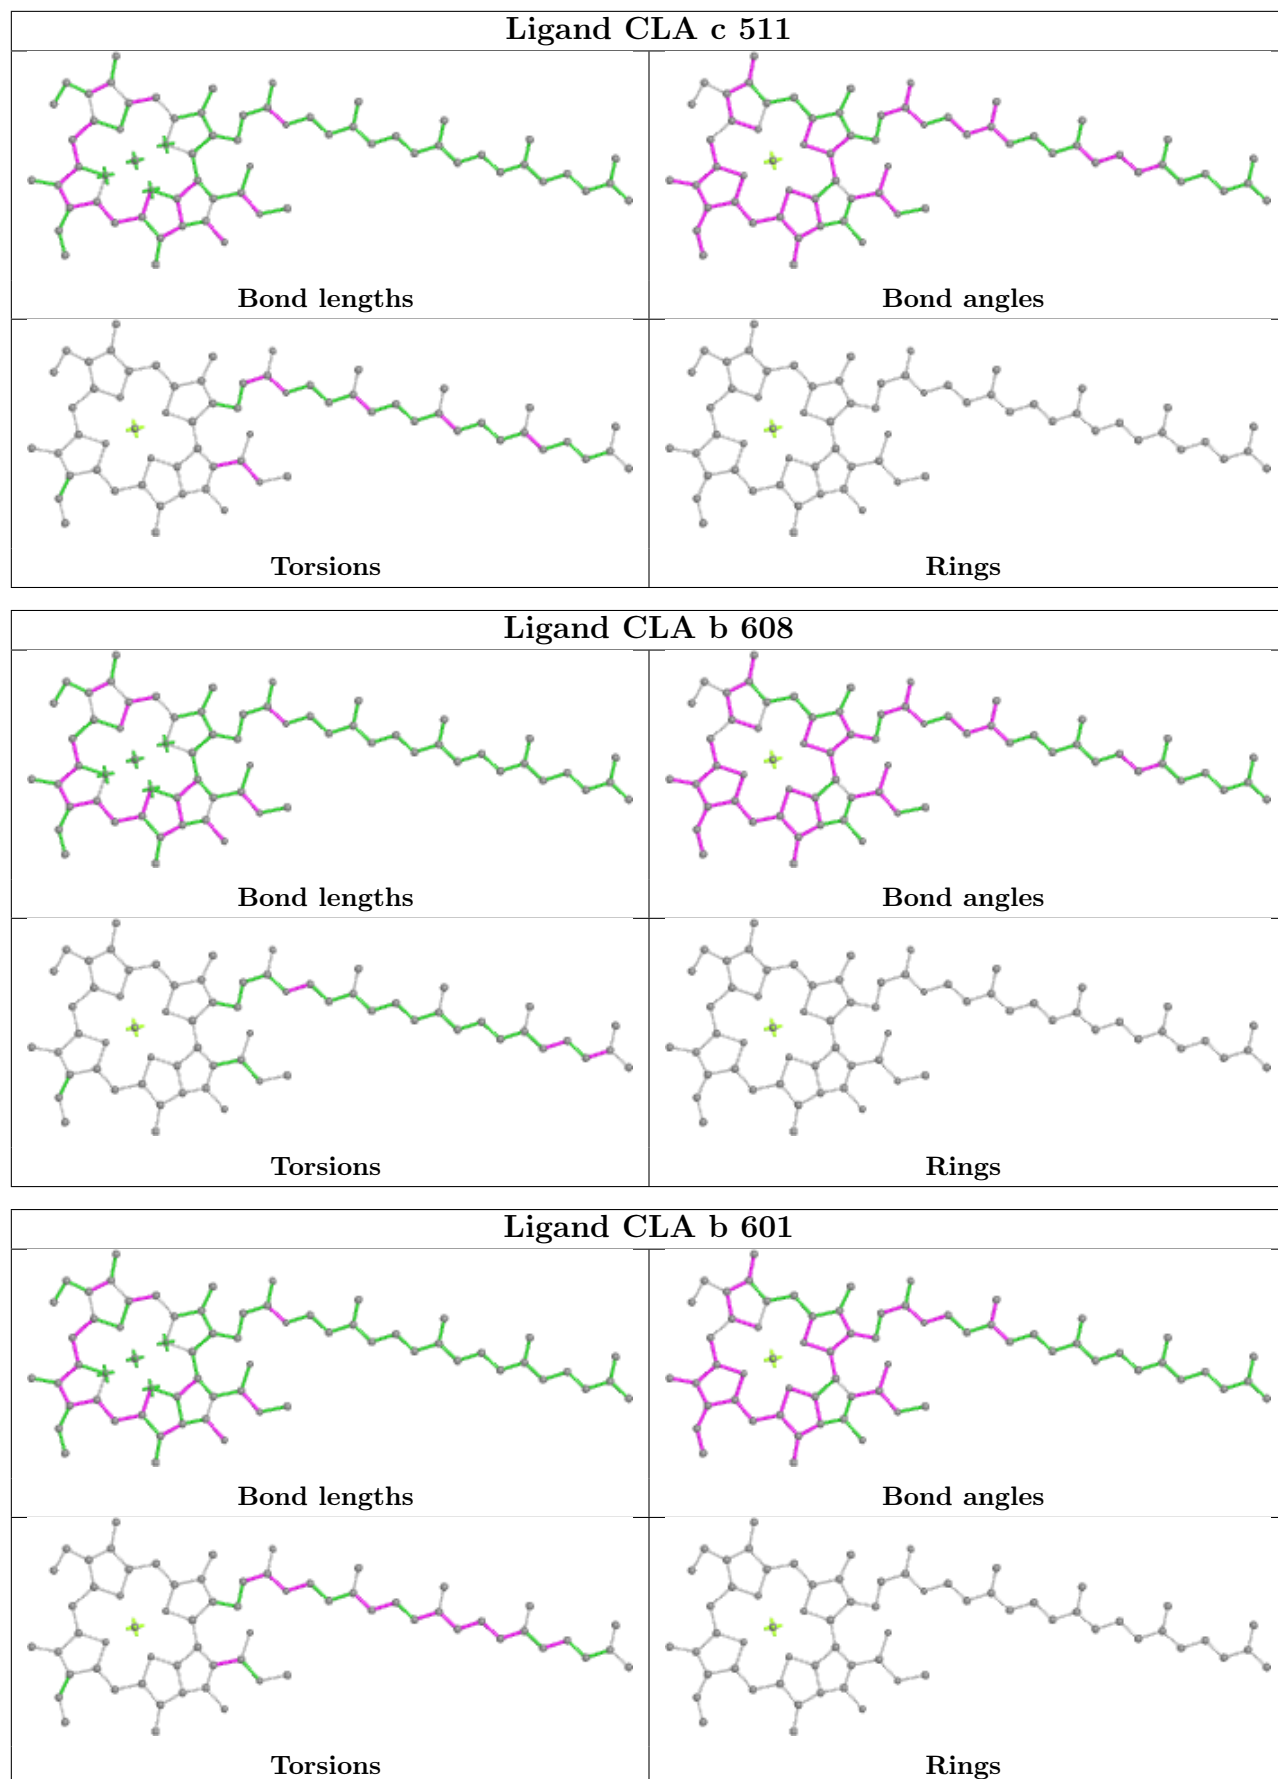 Ligand CLA c 511
Bond lengths
Bond angles
Torsions
Rings
Ligand CLA b 608
Bond lengths
Bond angles
Torsions
Rings
Ligand CLA b 601
Bond lengths
Bond angles
Torsions
Rings